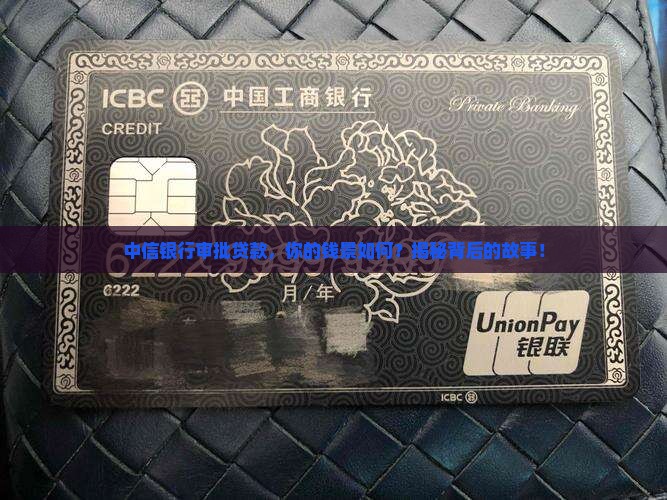 ICBC 中国工商银行
Private Banking
CREDIT
中信银行审批贷款，你的钱景如何？揭秘背后的故事！
6222
6222
月/年
UnionPay
银联
ICBC